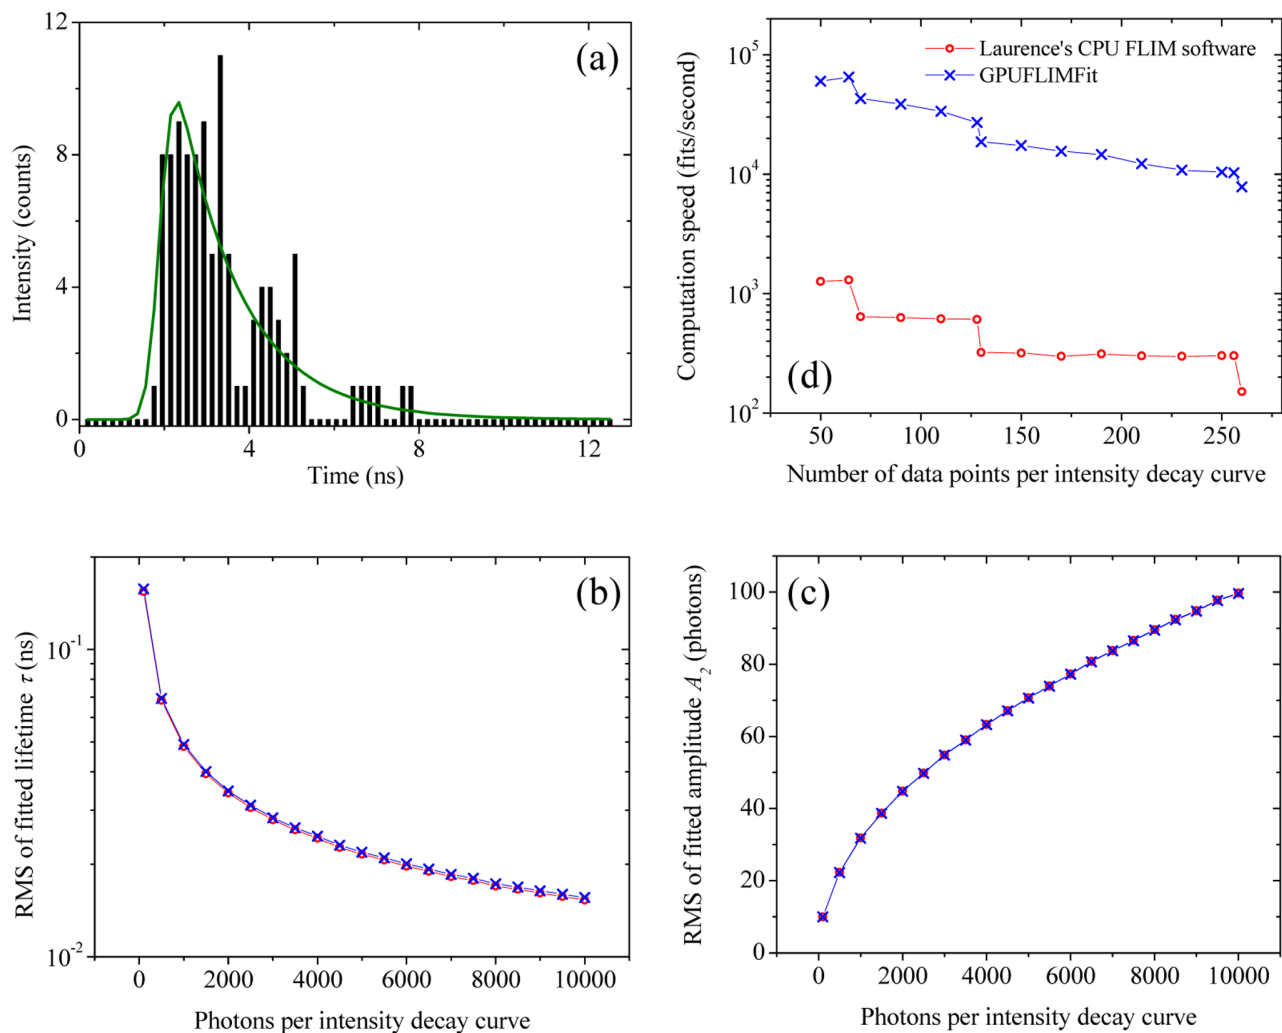 (a)
12
8
4
0
Intensity (counts)
0 4 8 12
Time (ns)
(d)
Laurence's CPU FLIM software
GPUFLIMFit
10^5
10^4
10^3
10^2
Computation speed (fits/second)
50 100 150 200 250
Number of data points per intensity decay curve
(b)
10^-1
10^-2
RMS of fitted lifetime τ (ns)
0 2000 4000 6000 8000 10000
Photons per intensity decay curve
(c)
100
80
60
40
20
0
RMS of fitted amplitude A_2 (photons)
0 2000 4000 6000 8000 10000
Photons per intensity decay curve